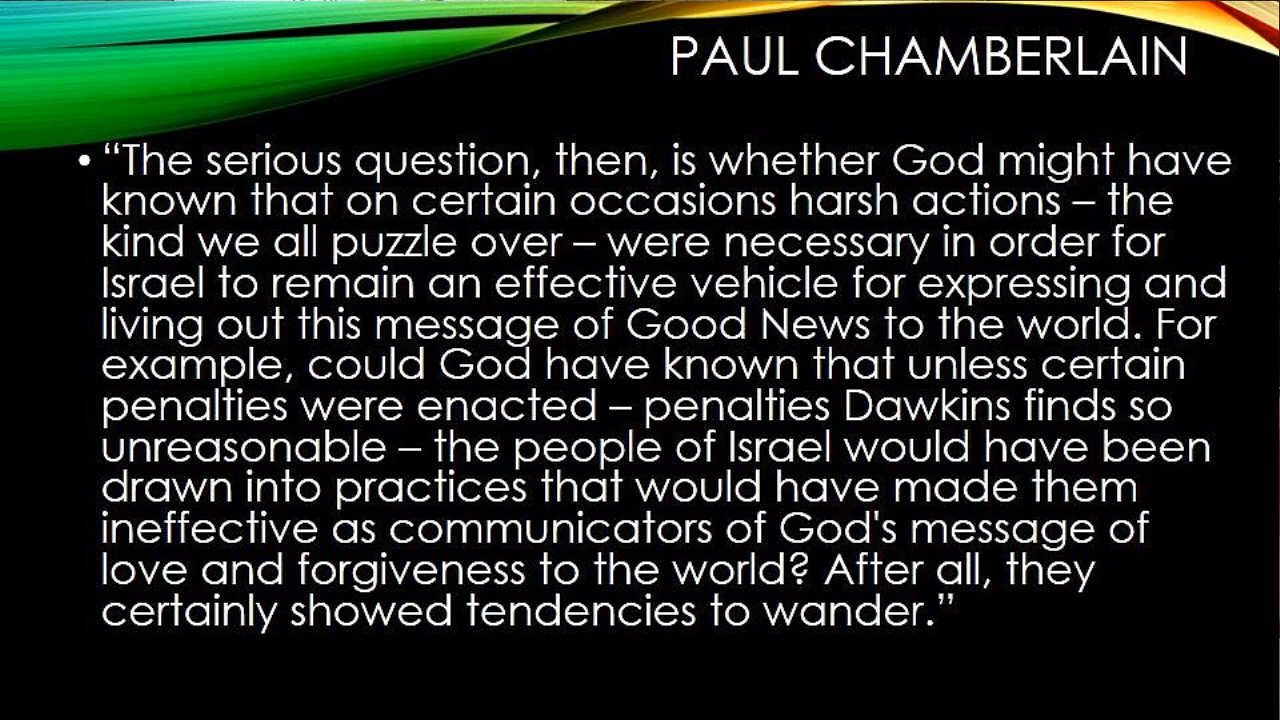 PAUL CHAMBERLAIN
• “The serious question, then, is whether God might have
known that on certain occasions harsh actions – the
kind we all puzzle over – were necessary in order for
Israel to remain an effective vehicle for expressing and
living out this message of Good News to the world. For
example, could God have known that unless certain
penalties were enacted – penalties Dawkins finds so
unreasonable – the people of Israel would have been
drawn into practices that would have made them
ineffective as communicators of God's message of
love and forgiveness to the world? After all, they
certainly showed tendencies to wander.”